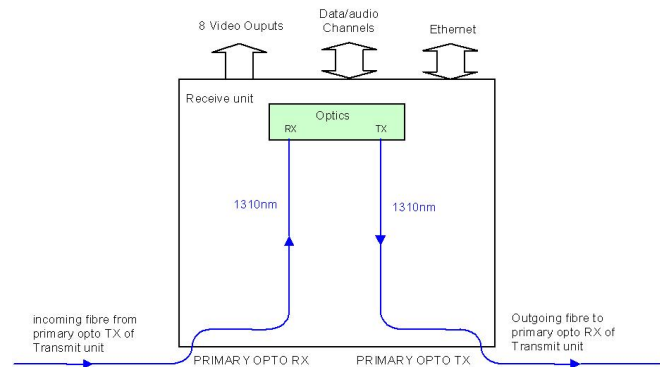 8 Video Ouputs
Data/audio
Channels
Ethernet
Receive unit
Optics
RX
TX
1310nm
1310nm
incoming fibre from
primary opto TX of
Transmit unit
Outgoing fibre to
primary opto RX of
Transmit unit
PRIMARY OPTO RX
PRIMARY OPTO TX